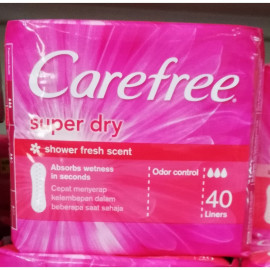 Carefree
super dry
shower fresh scent
Absorbs wetness
in seconds
Cepat menyerap
kelembapan dalam
beberapa saat sahaja
Odor control
40
Liners